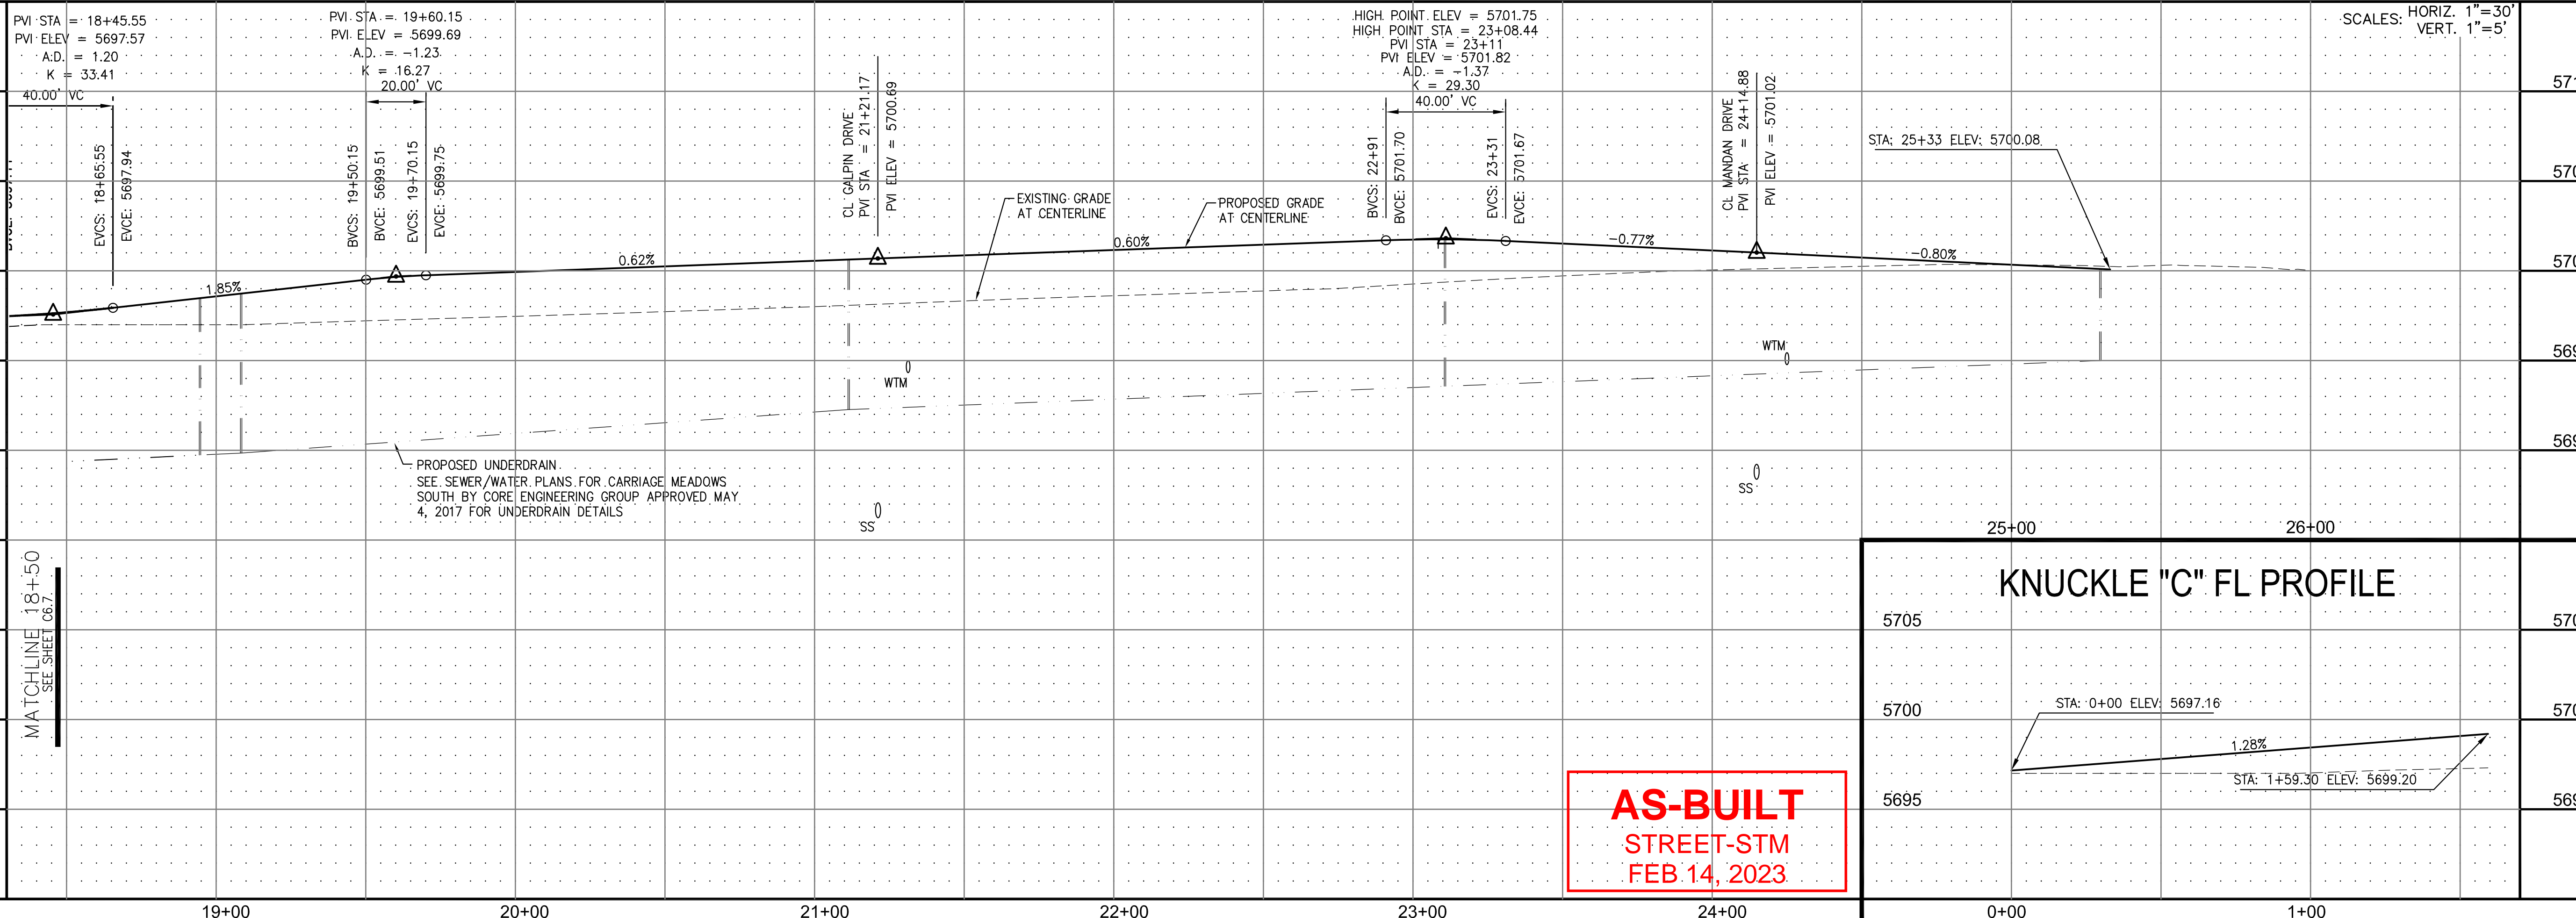 PVI STA = 18+45.55
PVI ELEV = 5697.57
A.D. = 1.20
K = 33.41
40.00' VC
EVCS: 18+65.55
EVCE: 5697.94
PVI STA = 19+60.15
PVI ELEV = 5699.69
A.D. = -1.23
K = 16.27
20.00' VC
BVCS: 19+50.15
BVCE: 5699.51
EVCS: 19+70.15
EVCE: 5699.75
CL GALPIN DRIVE
PVI STA = 21+21.17
PVI ELEV = 5700.69
HIGH POINT ELEV = 5701.75
HIGH POINT STA = 23+08.44
PVI STA = 23+11
PVI ELEV = 5701.82
A.D. = -1.37
K = 29.30
40.00' VC
BVCS: 22+91
BVCE: 5701.70
EVCS: 23+31
EVCE: 5701.67
CL MANDAN DRIVE
PVI STA = 24+14.88
PVI ELEV = 5701.02
SCALES: HORIZ. 1"=30'
VERT. 1"=5'
STA: 25+33 ELEV: 5700.08
EXISTING GRADE
AT CENTERLINE
PROPOSED GRADE
AT CENTERLINE
1.85%
0.62%
0.60%
-0.77%
-0.80%
WTM
WTM
SS
SS
PROPOSED UNDERDRAIN
SEE SEWER/WATER PLANS FOR CARRIAGE MEADOWS
SOUTH BY CORE ENGINEERING GROUP APPROVED MAY
4, 2017 FOR UNDERDRAIN DETAILS
25+00
26+00
MATCHLINE 18+50
SEE SHEET C6.7
KNUCKLE "C" FL PROFILE
5705
5700
5695
STA: 0+00 ELEV: 5697.16
1.28%
STA: 1+59.30 ELEV: 5699.20
AS-BUILT
STREET-STM
FEB 14, 2023
19+00
20+00
21+00
22+00
23+00
24+00
0+00
1+00